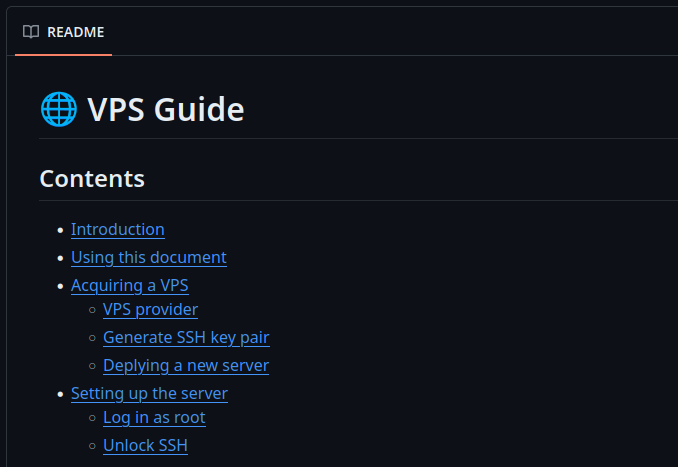 README
🌐 VPS Guide
Contents
Introduction
Using this document
Acquiring a VPS
VPS provider
Generate SSH key pair
Deplying a new server
Setting up the server
Log in as root
Unlock SSH